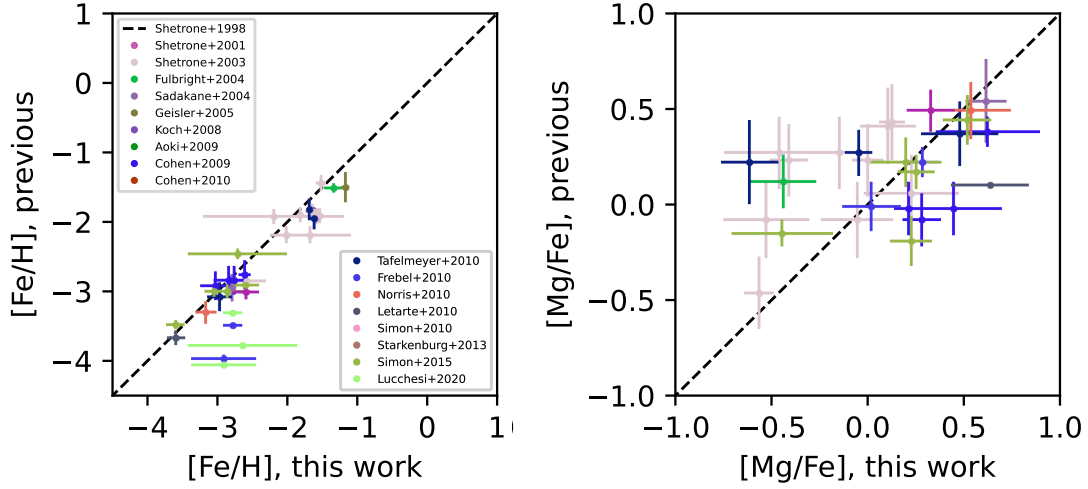 1
0
−1
−2
−3
−4
[Fe/H], previous
Shetrone+1998
Shetrone+2001
Shetrone+2003
Fulbright+2004
Sadakane+2004
Geisler+2005
Koch+2008
Aoki+2009
Cohen+2009
Cohen+2010
Tafelmeyer+2010
Frebel+2010
Norris+2010
Letarte+2010
Simon+2010
Starkenburg+2013
Simon+2015
Lucchesi+2020
−4 −3 −2 −1 0 1
[Fe/H], this work
1.0
0.5
0.0
−0.5
−1.0
[Mg/Fe], previous
−1.0 −0.5 0.0 0.5 1.0
[Mg/Fe], this work